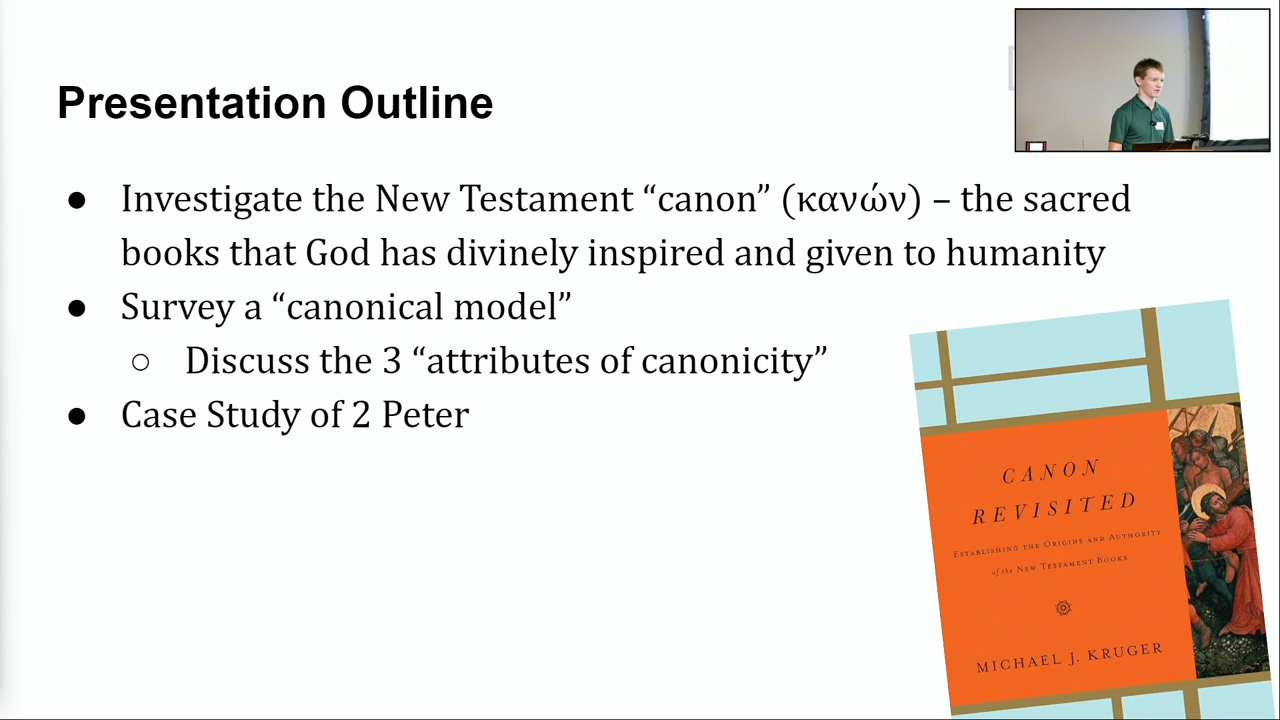 Presentation Outline
● Investigate the New Testament “canon” (κανών) – the sacred
books that God has divinely inspired and given to humanity
● Survey a “canonical model”
○ Discuss the 3 “attributes of canonicity”
● Case Study of 2 Peter
CANON
REVISITED
ESTABLISHING THE ORIGINS AND AUTHORITY
of the NEW TESTAMENT BOOKS
MICHAEL J. KRUGER